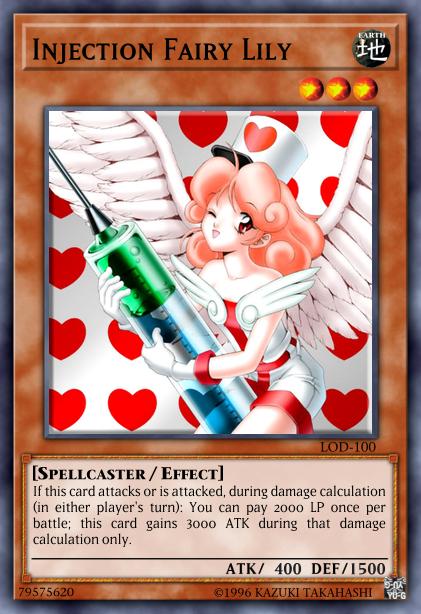 INJECTION FAIRY LILY
EARTH
地
LOD-100
[SPELLCASTER / EFFECT]
If this card attacks or is attacked, during damage calculation
(in either player's turn): You can pay 2000 LP once per
battle; this card gains 3000 ATK during that damage
calculation only.
ATK/ 400 DEF/1500
79575620
©1996 KAZUKI TAKAHASHI